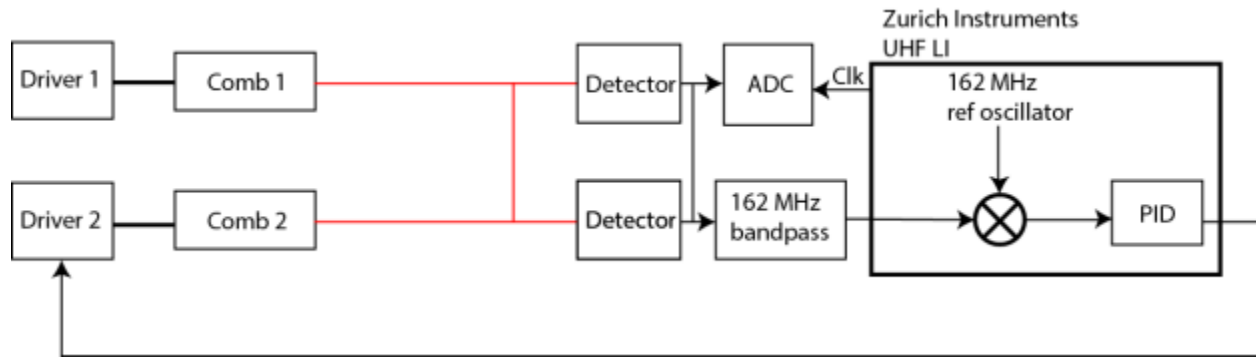 Zurich Instruments
UHF LI
Driver 1
Comb 1
Detector
ADC
Clk
162 MHz
ref oscillator
Driver 2
Comb 2
Detector
162 MHz
bandpass
PID